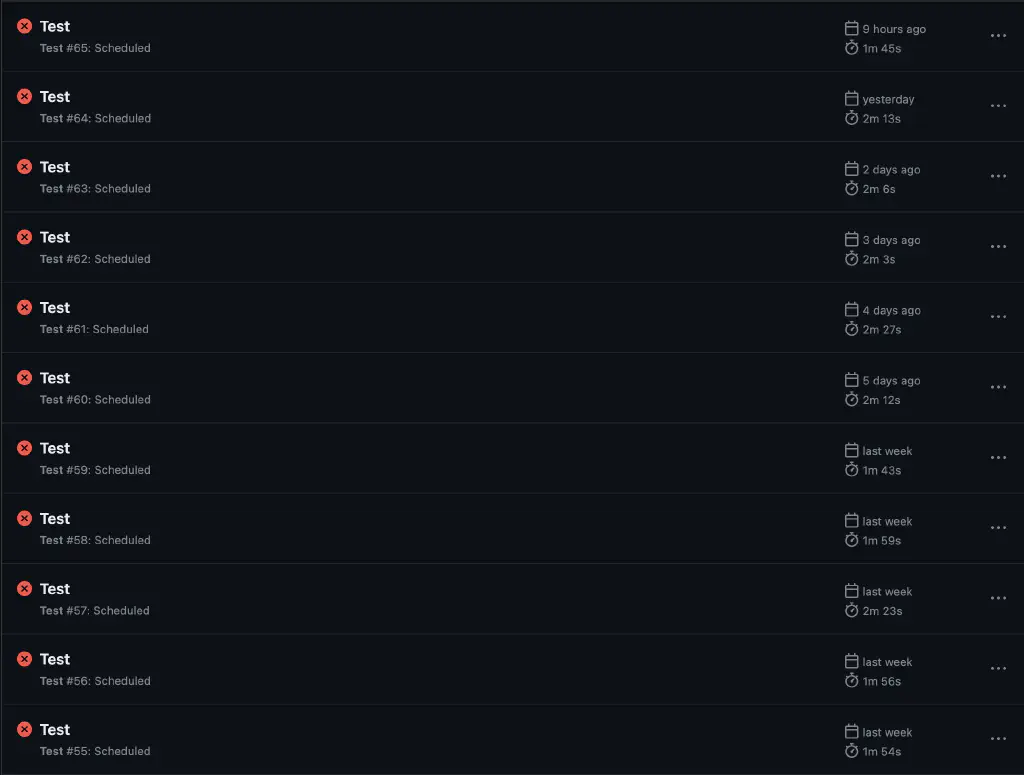 Test
9 hours ago
Test #65: Scheduled
1m 45s
Test
yesterday
Test #64: Scheduled
2m 13s
Test
2 days ago
Test #63: Scheduled
2m 6s
Test
3 days ago
Test #62: Scheduled
2m 3s
Test
4 days ago
Test #61: Scheduled
2m 27s
Test
5 days ago
Test #60: Scheduled
2m 12s
Test
last week
Test #59: Scheduled
1m 43s
Test
last week
Test #58: Scheduled
1m 59s
Test
last week
Test #57: Scheduled
2m 23s
Test
last week
Test #56: Scheduled
1m 56s
Test
last week
Test #55: Scheduled
1m 54s